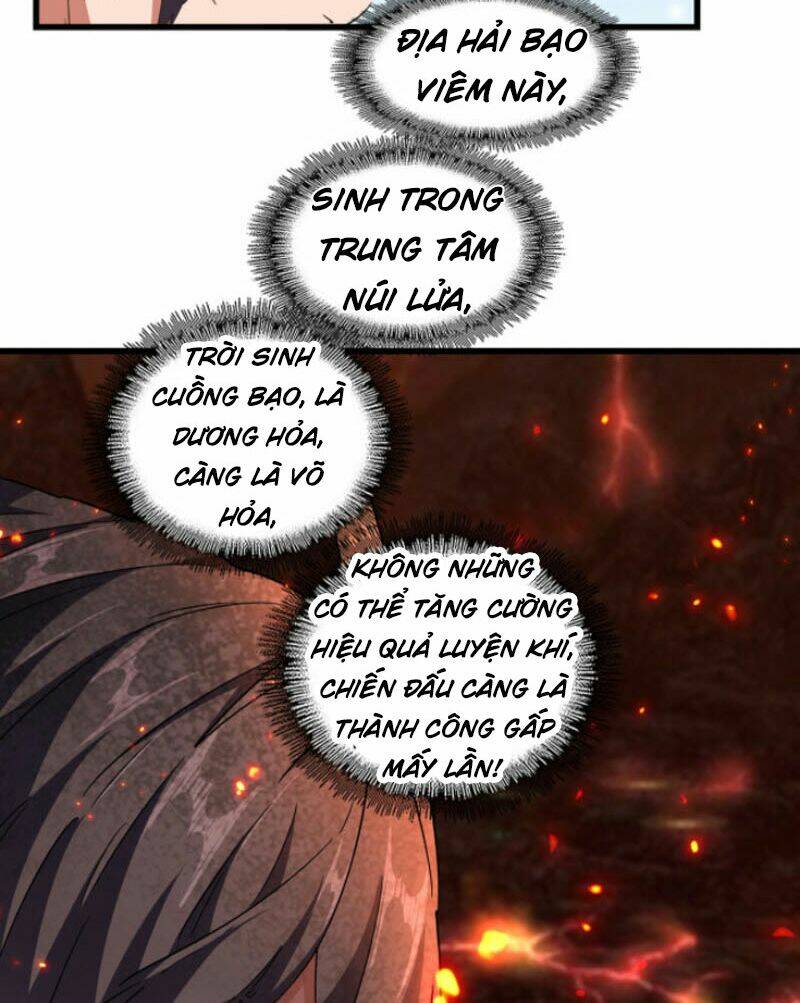 ĐỊA HẢI BẠO
VIÊM NÀY,
SINH TRONG
TRUNG TÂM
NÚI LỬA,
TRỜI SINH
CUỒNG BẠO, LÀ
DƯƠNG HỎA,
CÀNG LÀ VÕ
HỎA,
KHÔNG NHỮNG
CÓ THỂ TĂNG CƯỜNG
HIỆU QUẢ LUYỆN KHÍ,
CHIẾN ĐẤU CÀNG LÀ
THÀNH CÔNG GẤP
MẤY LẦN!